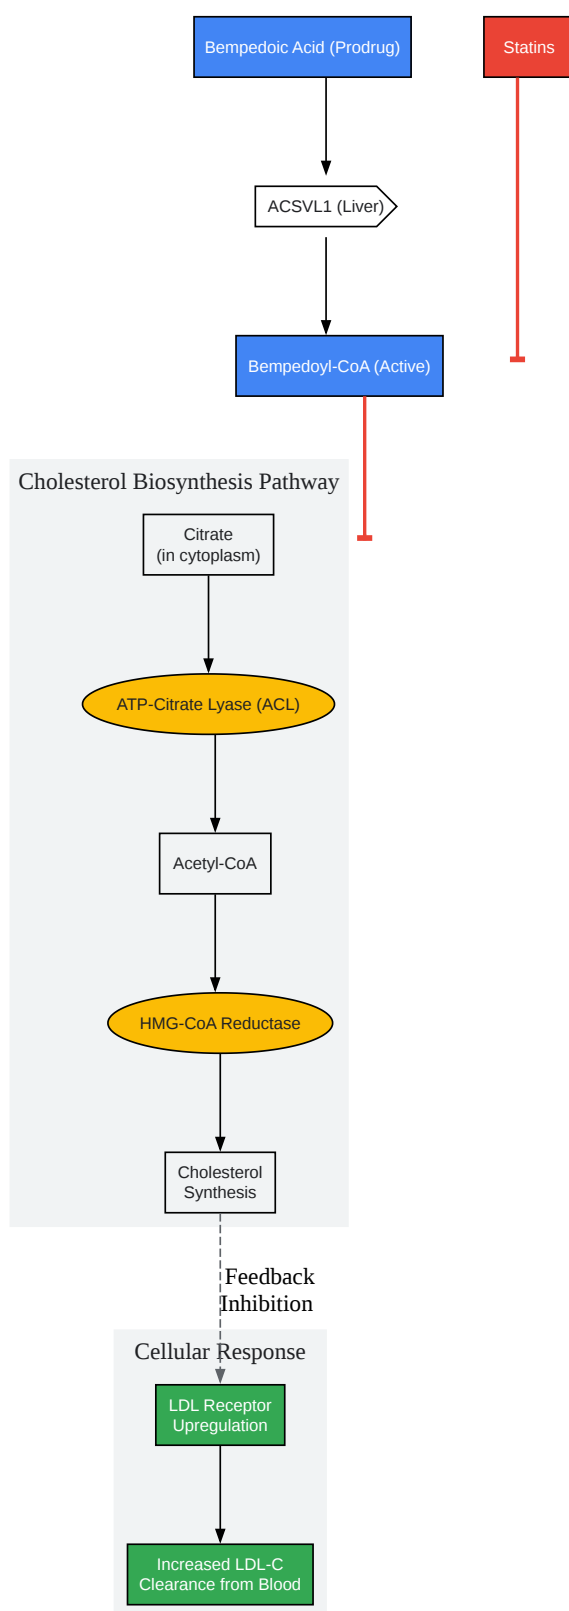 Bempedoic Acid (Prodrug)
Statins
ACSVL1 (Liver)
Bempedoyl-CoA (Active)
Cholesterol Biosynthesis Pathway
Citrate
(in cytoplasm)
ATP-Citrate Lyase (ACL)
Acetyl-CoA
HMG-CoA Reductase
Cholesterol
Synthesis
Feedback
Inhibition
Cellular Response
LDL Receptor
Upregulation
Increased LDL-C
Clearance from Blood